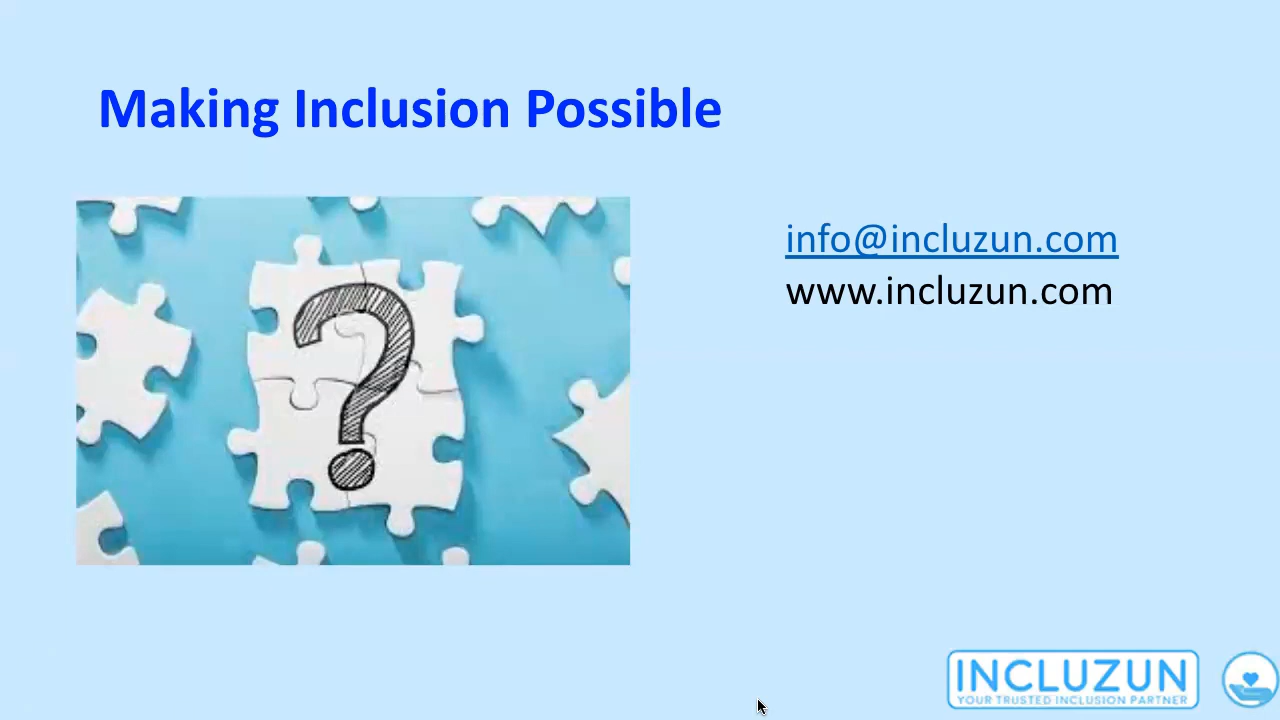 Making Inclusion Possible
?
info@incluzun.com
www.incluzun.com
INCLUZUN
YOUR TRUSTED INCLUSION PARTNER